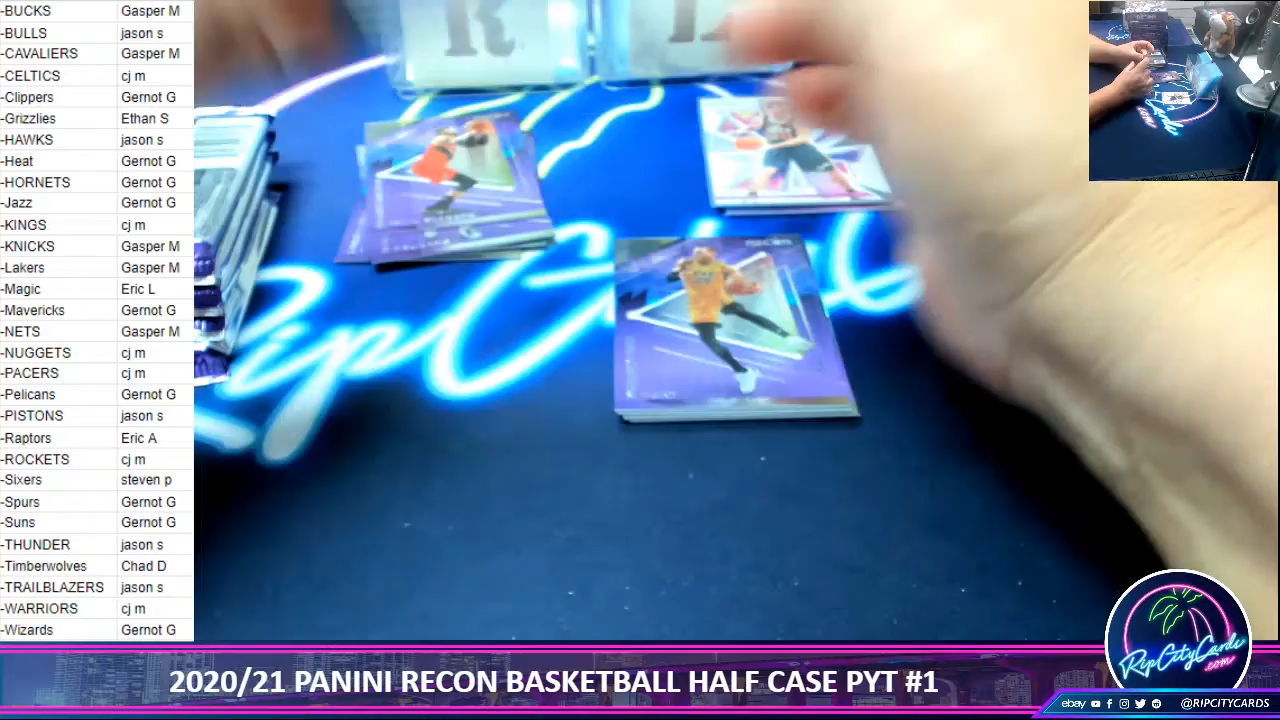 -BUCKS Gasper M
-BULLS jason s
-CAVALIERS Gasper M
-CELTICS cj m
-Clippers Gernot G
-Grizzlies Ethan S
-HAWKS jason s
-Heat Gernot G
-HORNETS Gernot G
-Jazz Gernot G
-KINGS cj m
-KNICKS Gasper M
-Lakers Gasper M
-Magic Eric L
-Mavericks Gernot G
-NETS Gasper M
-NUGGETS cj m
-PACERS cj m
-Pelicans Gernot G
-PISTONS jason s
-Raptors Eric A
-ROCKETS cj m
-Sixers steven p
-Spurs Gernot G
-Suns Gernot G
-THUNDER jason s
-Timberwolves Chad D
-TRAILBLAZERS jason s
-WARRIORS cj m
-Wizards Gernot G
RipCity
RipCityCards
.com
2020/21 PANINI RECON BASKETBALL HALF CASE PYT #1
ebay @RIPCITYCARDS